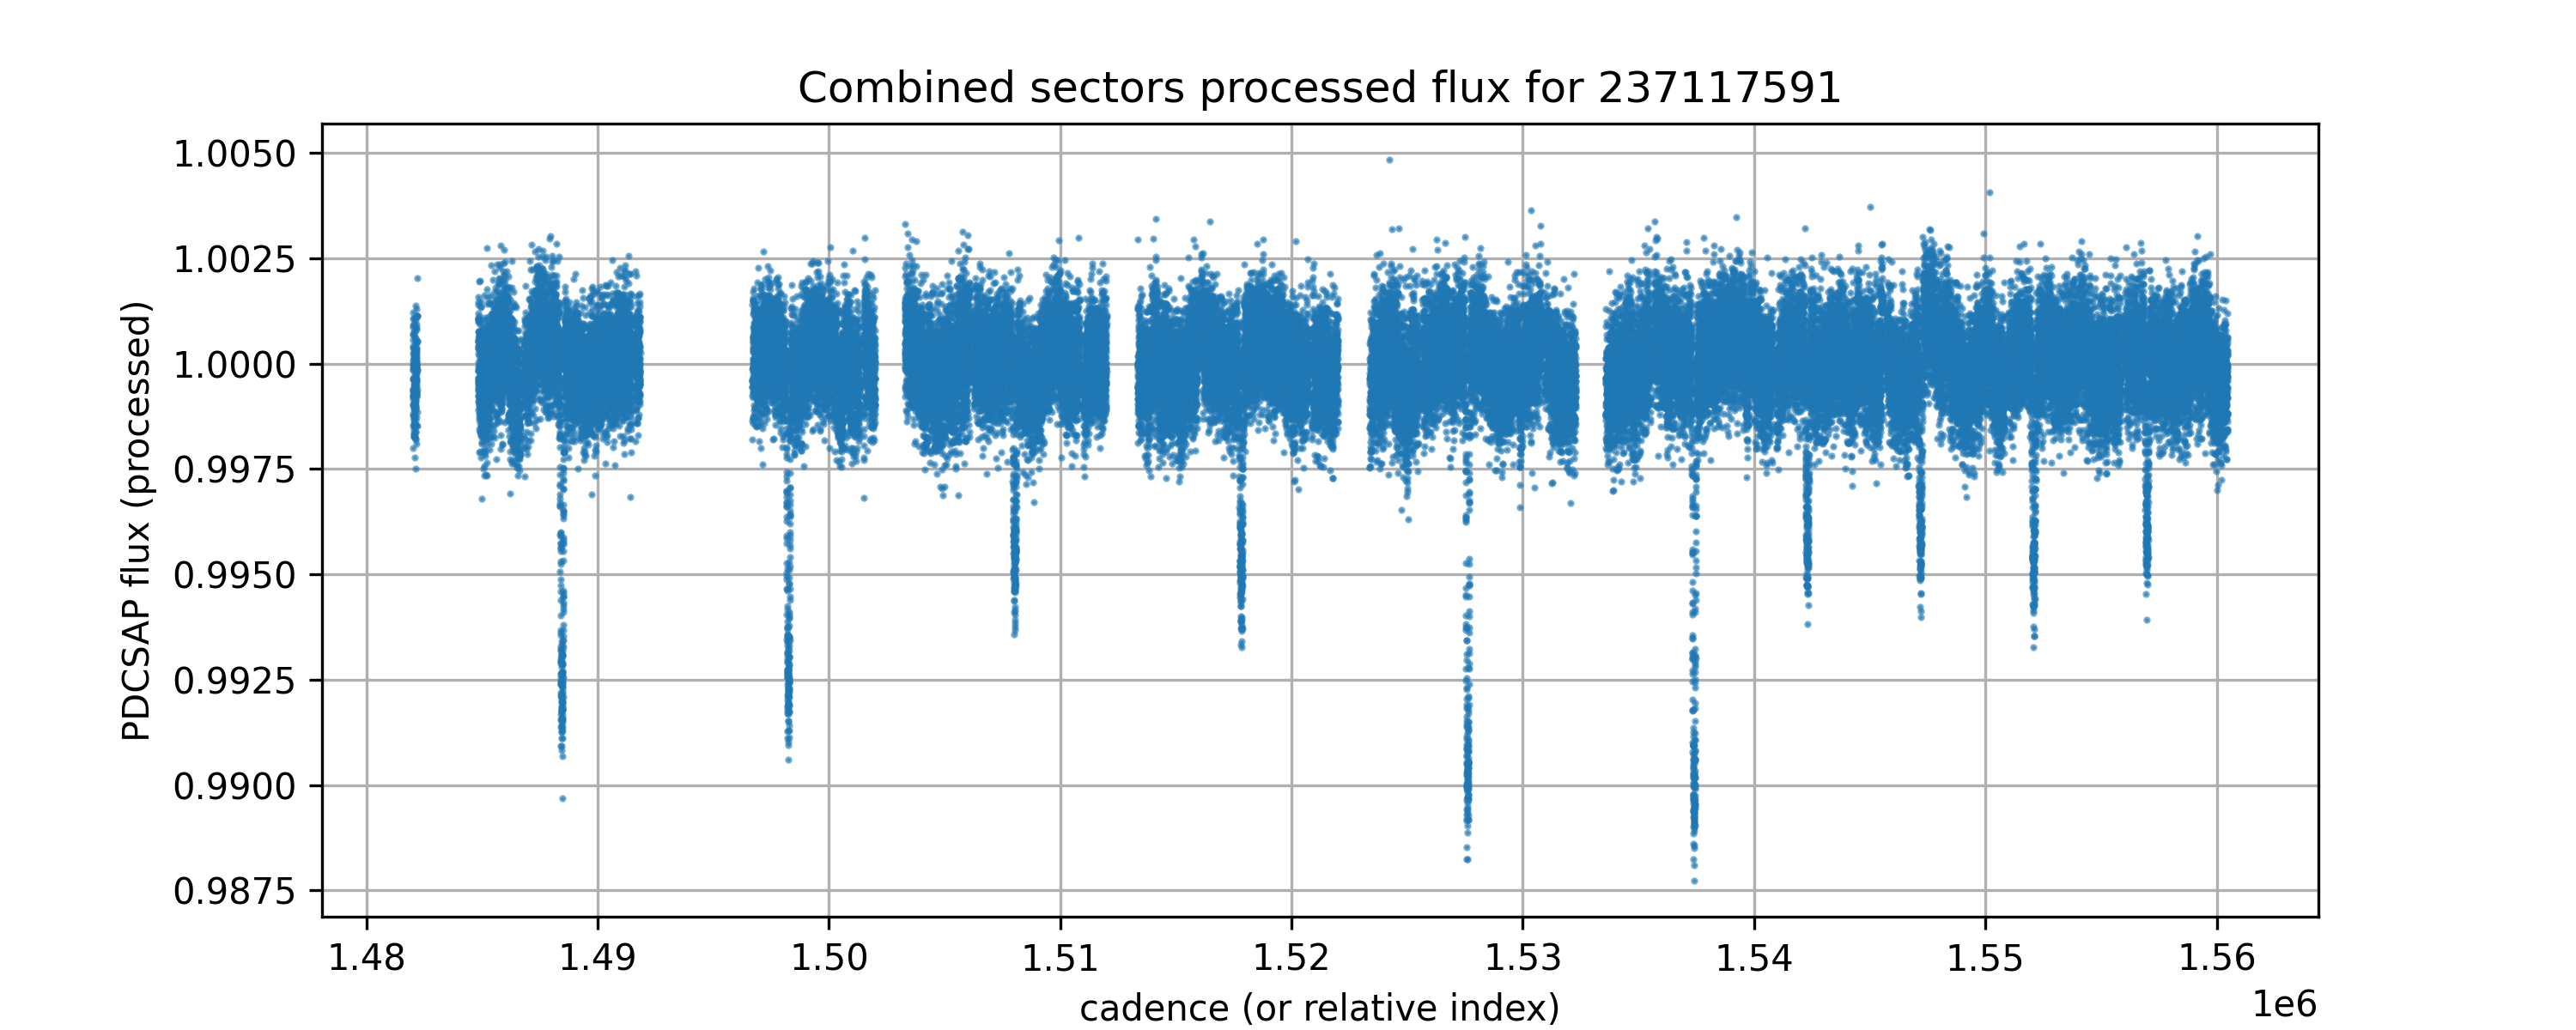 Combined sectors processed flux for 237117591
PDCSAP flux (processed)
1.0050
1.0025
1.0000
0.9975
0.9950
0.9925
0.9900
0.9875
1.48 1.49 1.50 1.51 1.52 1.53 1.54 1.55 1.56
1e6
cadence (or relative index)